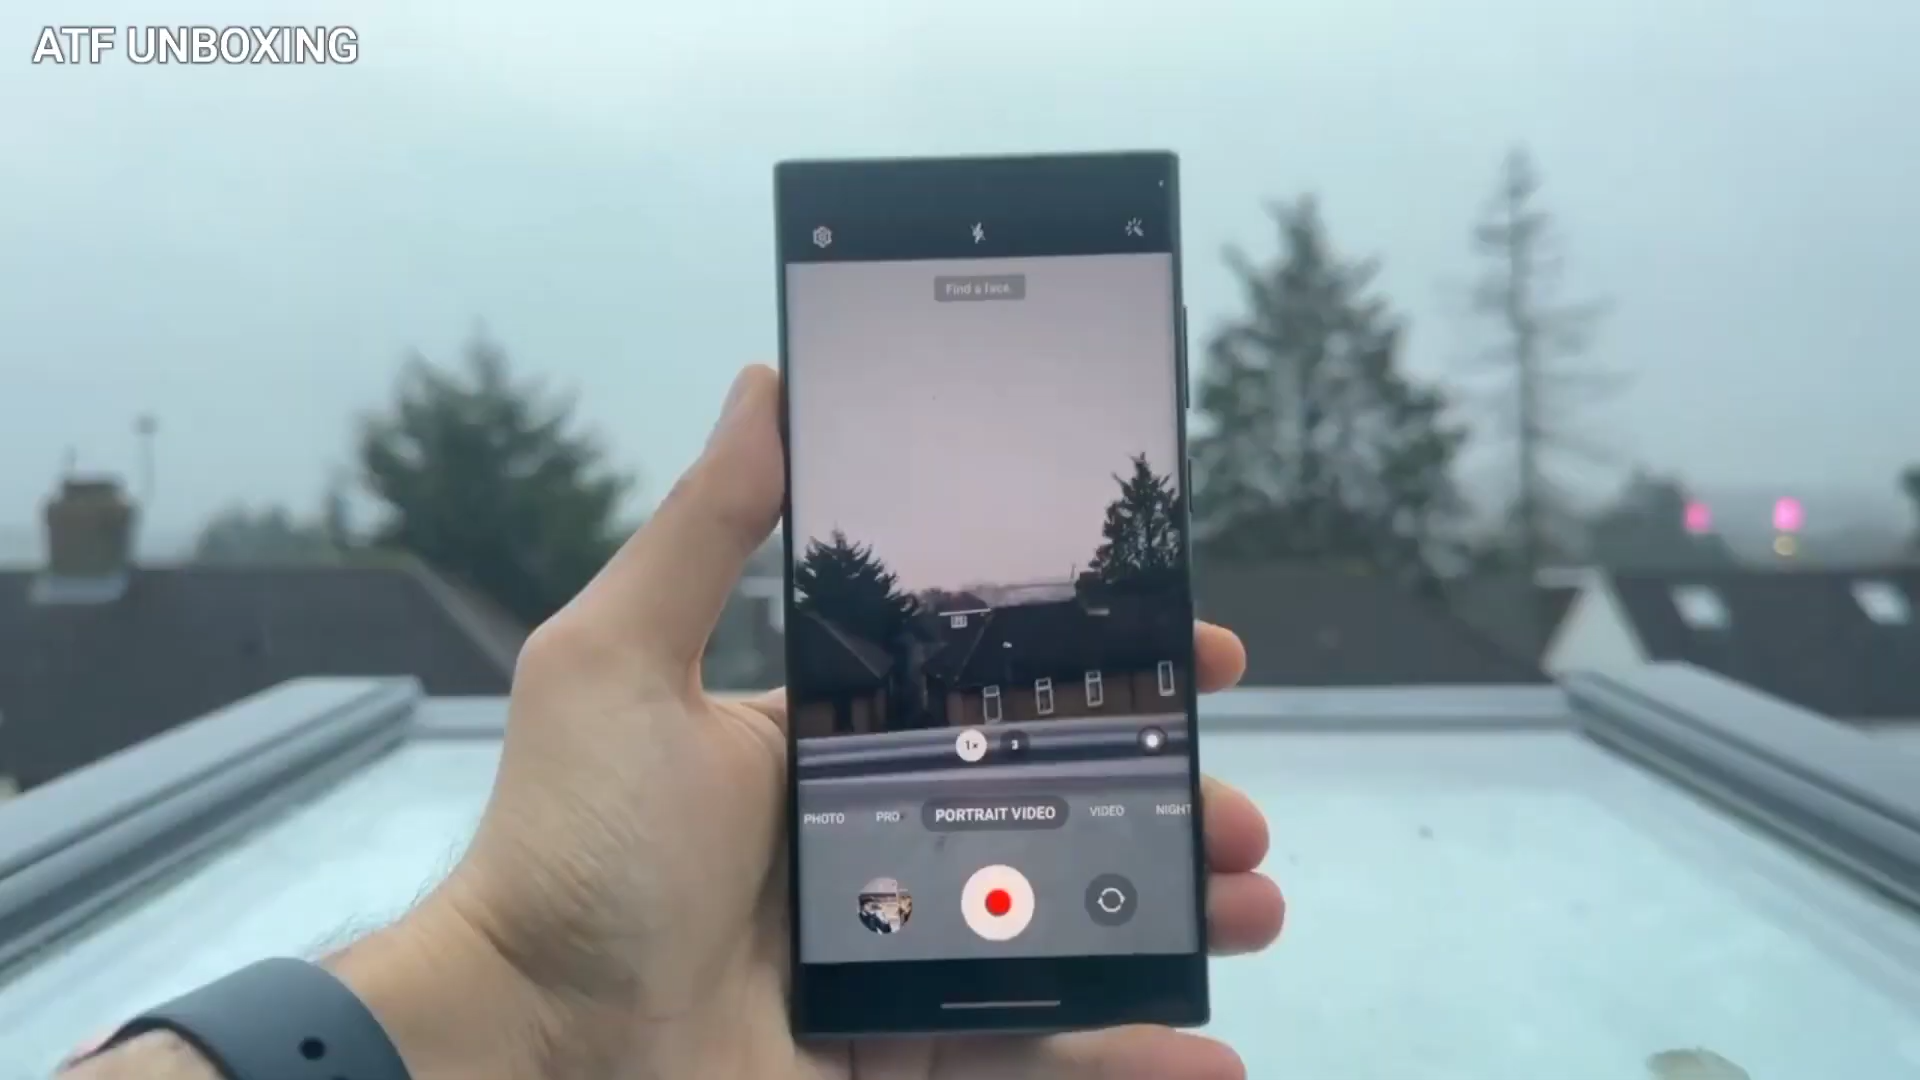 ATF UNBOXING
Find a face.
1× 3
PHOTO PRO PORTRAIT VIDEO VIDEO NIGHT